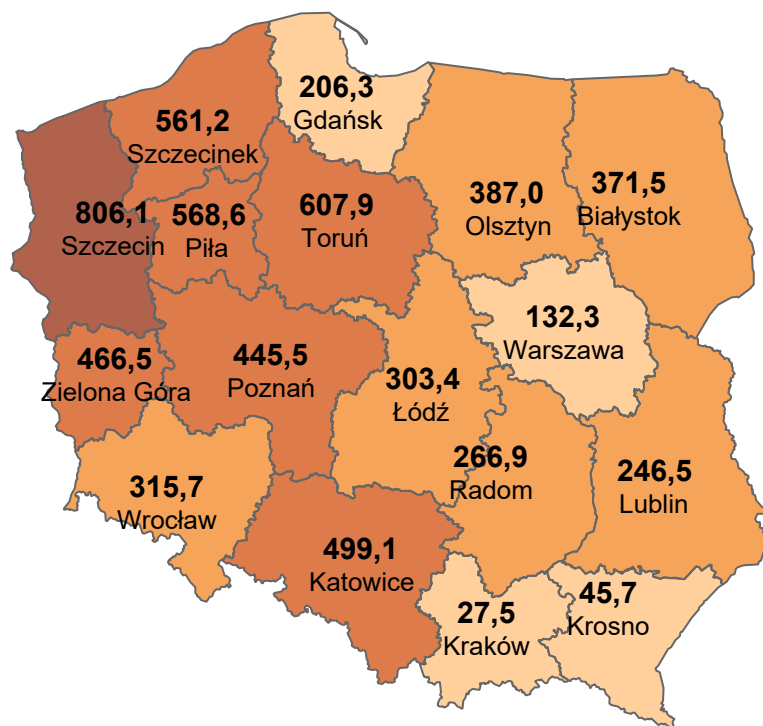 206,3
Gdańsk
561,2
Szczecinek
387,0
Olsztyn
371,5
Białystok
806,1
Szczecin
568,6
Piła
607,9
Toruń
132,3
Warszawa
466,5
Zielona Góra
445,5
Poznań
303,4
Łódź
266,9
Radom
246,5
Lublin
315,7
Wrocław
499,1
Katowice
27,5
Kraków
45,7
Krosno